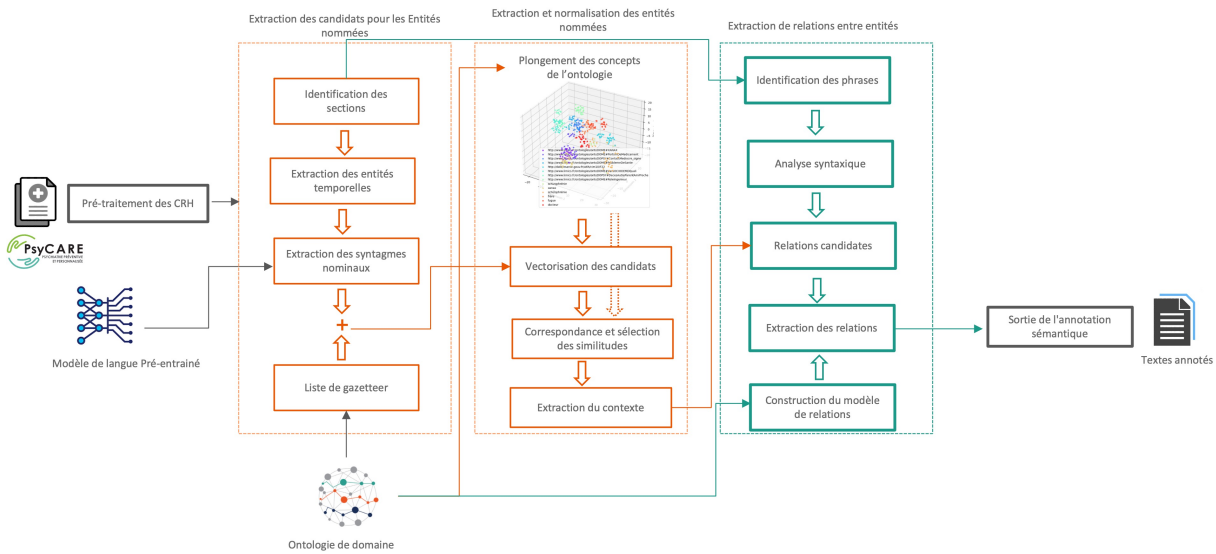 Extraction des candidats pour les Entités
nommées
Extraction et normalisation des entités
nommées
Extraction de relations entre entités
Identification des
sections
Extraction des entités
temporelles
Extraction des syntagmes
nominaux
+
Liste de gazetteer
Pré-traitement des CRH
PsyCARE
PSYCHIATRIE PRÉVENTIVE
ET PERSONNALISÉE
Modèle de langue Pré-entrainé
Ontologie de domaine
Plongement des concepts
de l'ontologie
Vectorisation des candidats
Correspondance et sélection
des similitudes
Extraction du contexte
Identification des phrases
Analyse syntaxique
Relations candidates
Extraction des relations
Construction du modèle
de relations
Sortie de l'annotation
sémantique
Textes annotés